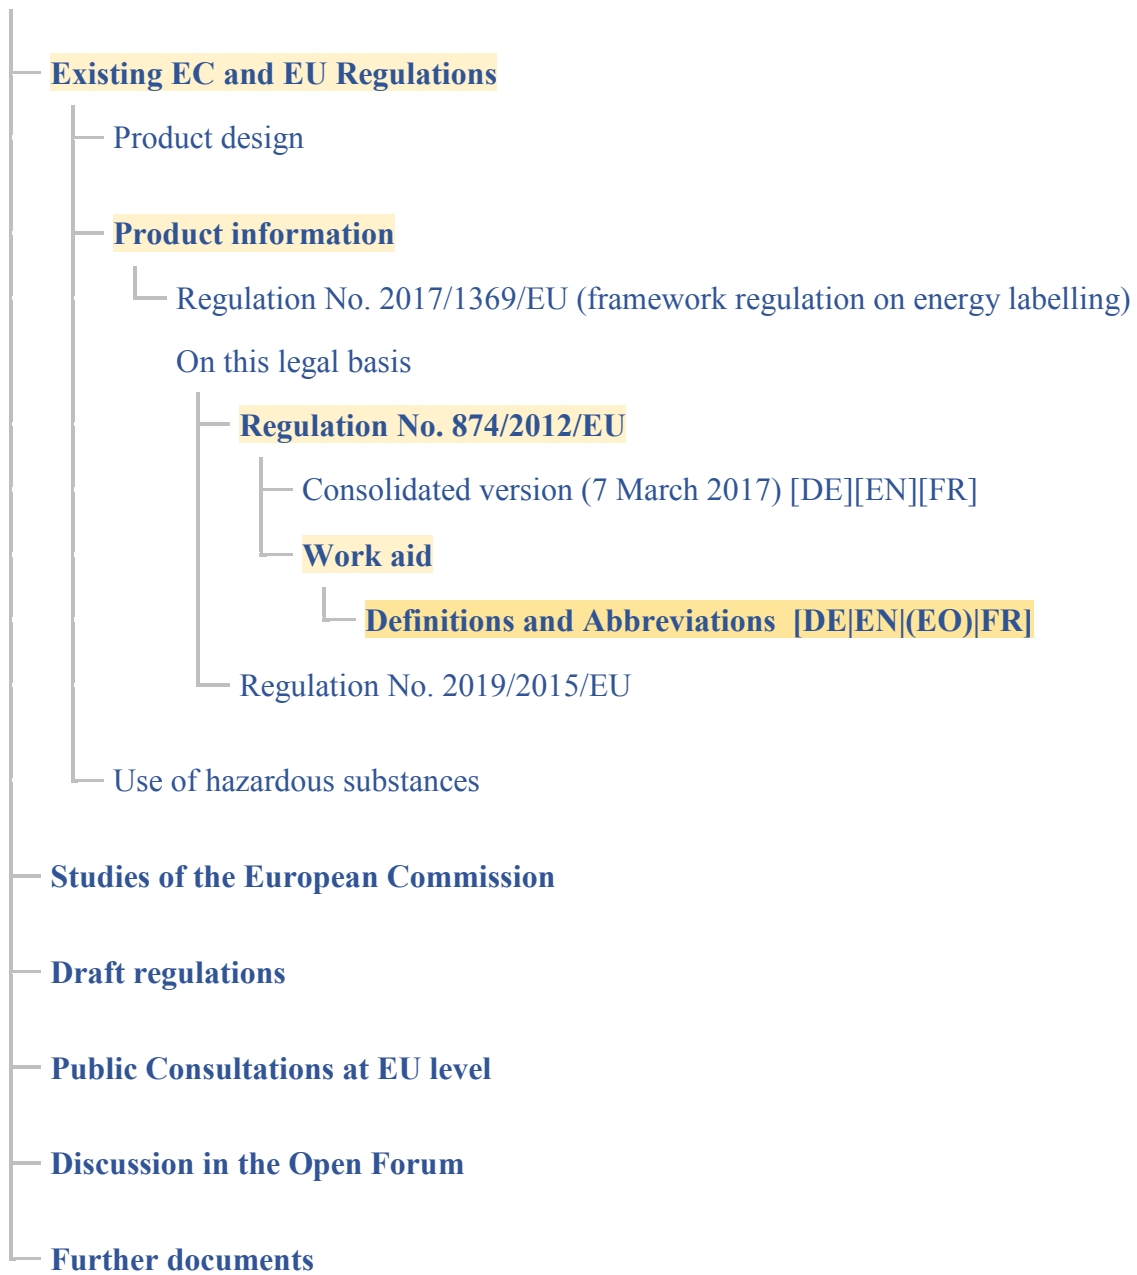 Existing EC and EU Regulations
Product design
Product information
Regulation No. 2017/1369/EU (framework regulation on energy labelling)
On this legal basis
Regulation No. 874/2012/EU
Consolidated version (7 March 2017) [DE][EN][FR]
Work aid
Definitions and Abbreviations  [DE|EN|(EO)|FR]
Regulation No. 2019/2015/EU
Use of hazardous substances
Studies of the European Commission
Draft regulations
Public Consultations at EU level
Discussion in the Open Forum
Further documents